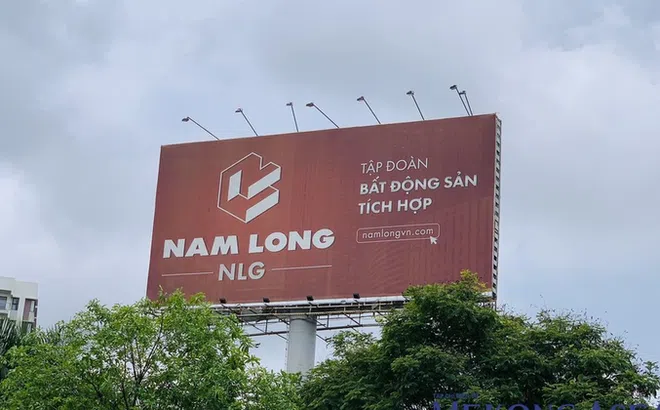 NAM LONG
NLG
TẬP ĐOÀN
BẤT ĐỘNG SẢN
TÍCH HỢP
namlongvn.com